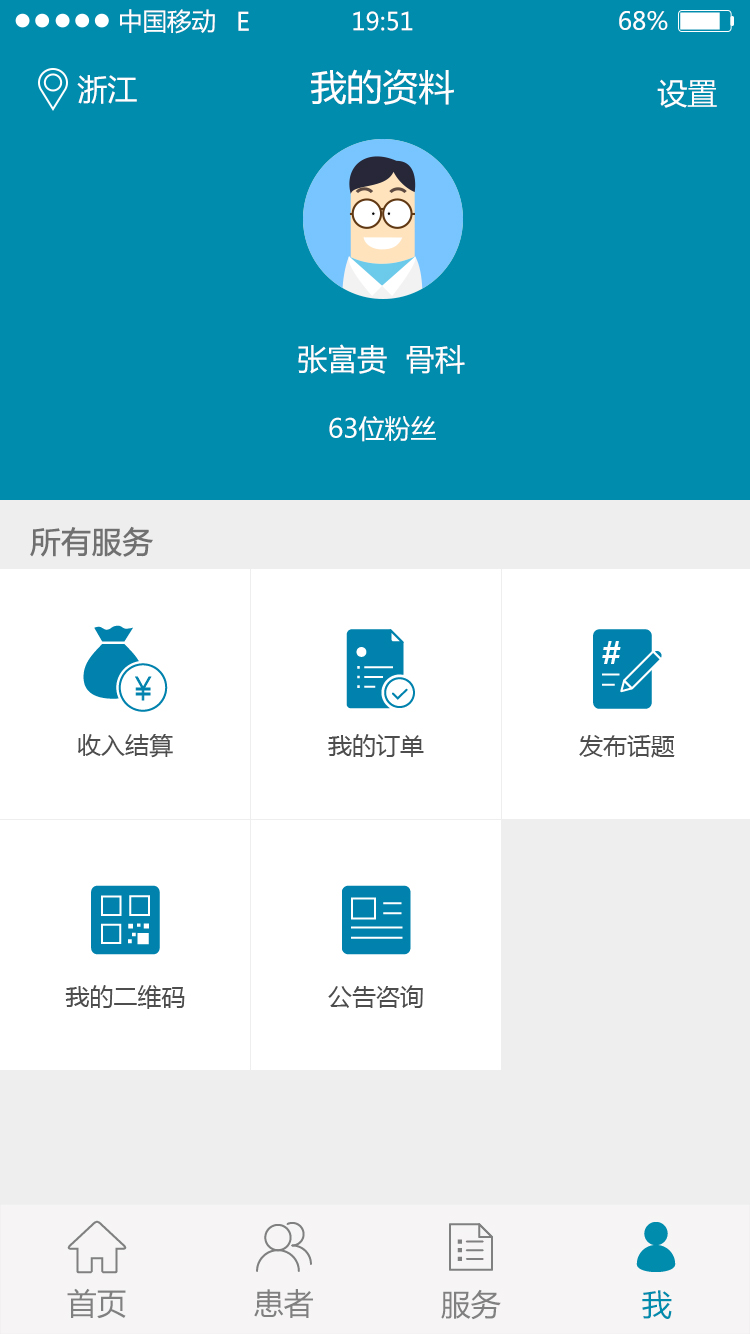 中国移动 E 19:51 68%
浙江 我的资料 设置
张富贵 骨科
63位粉丝
所有服务
收入结算 我的订单 发布话题
我的二维码 公告咨询
首页 患者 服务 我